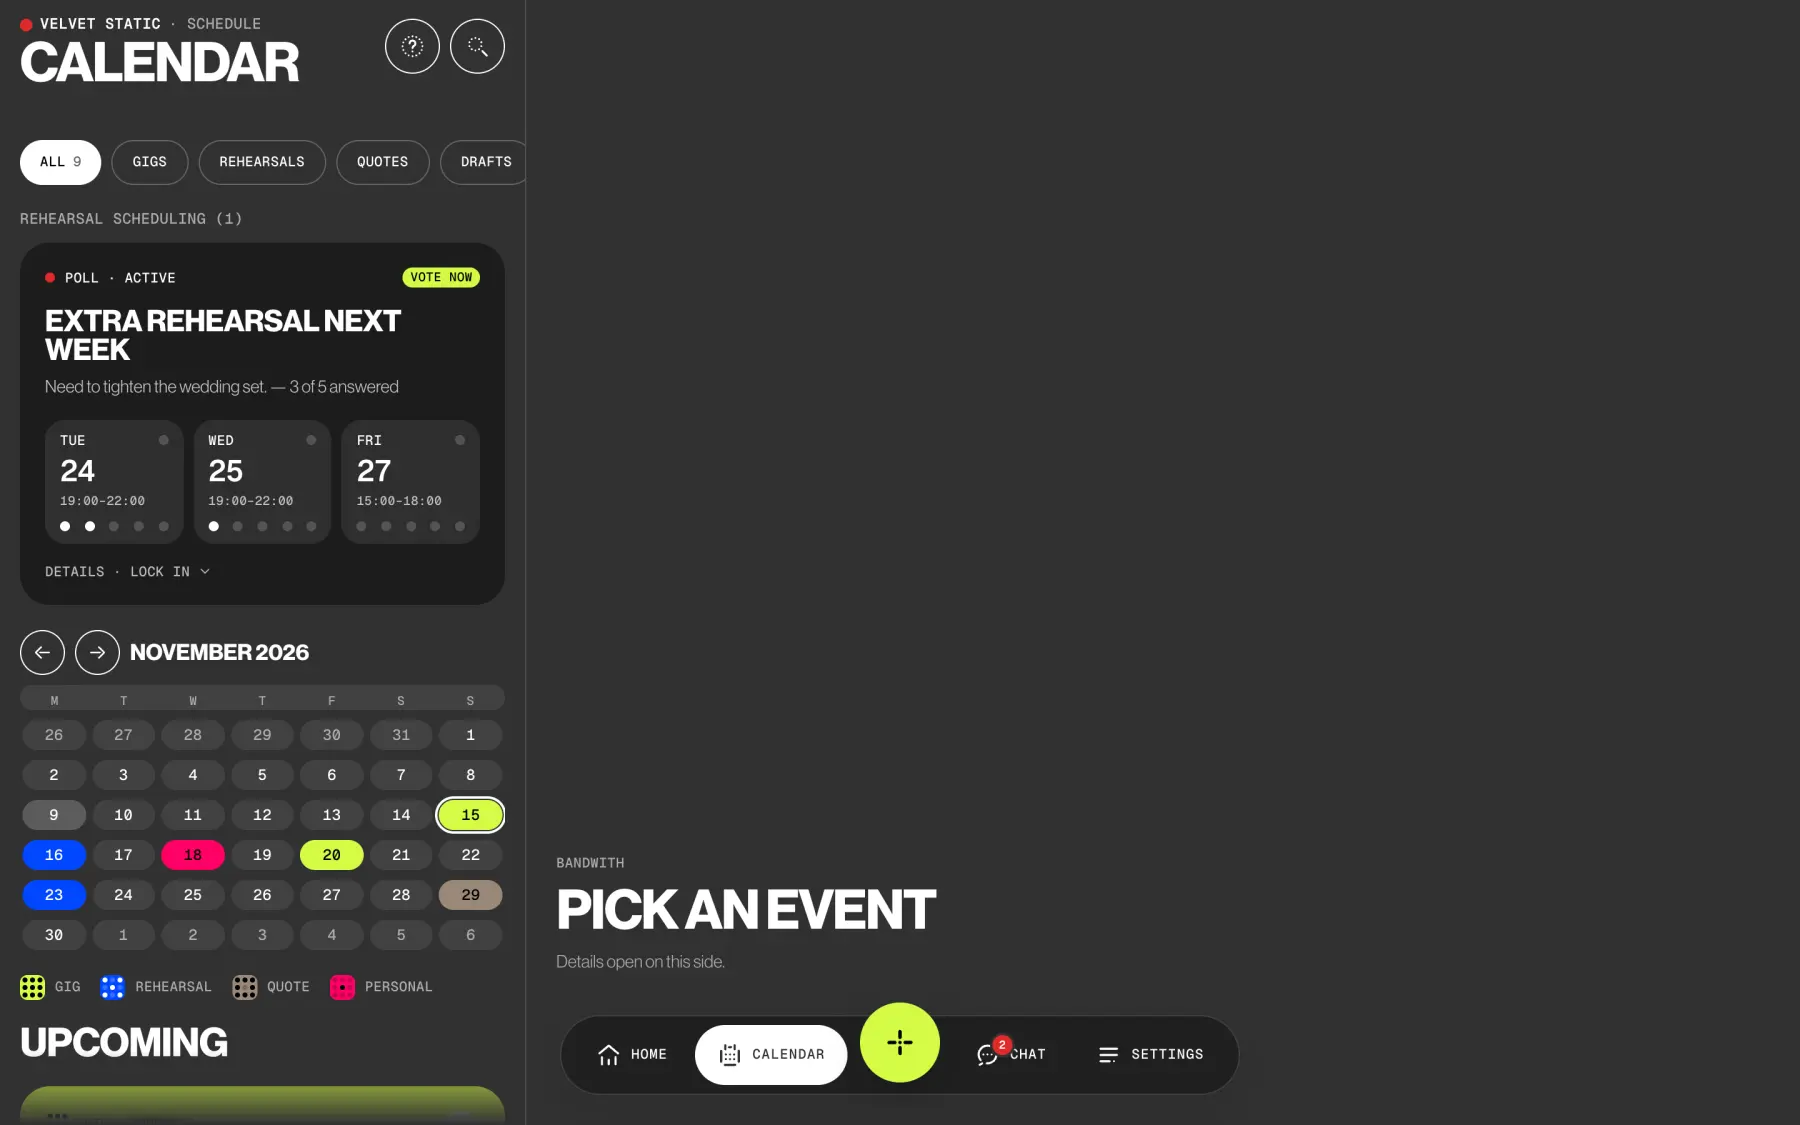 VELVET STATIC · SCHEDULE
CALENDAR
ALL 9 GIGS REHEARSALS QUOTES DRAFTS
REHEARSAL SCHEDULING (1)
POLL · ACTIVE VOTE NOW
EXTRA REHEARSAL NEXT
WEEK
Need to tighten the wedding set. — 3 of 5 answered
TUE WED FRI
24 25 27
19:00–22:00 19:00–22:00 15:00–18:00
DETAILS · LOCK IN
NOVEMBER 2026
M T W T F S S
26 27 28 29 30 31 1
2 3 4 5 6 7 8
9 10 11 12 13 14 15
16 17 18 19 20 21 22
23 24 25 26 27 28 29
30 1 2 3 4 5 6
GIG REHEARSAL QUOTE PERSONAL
UPCOMING
BANDWITH
PICK AN EVENT
Details open on this side.
HOME CALENDAR 2 CHAT SETTINGS